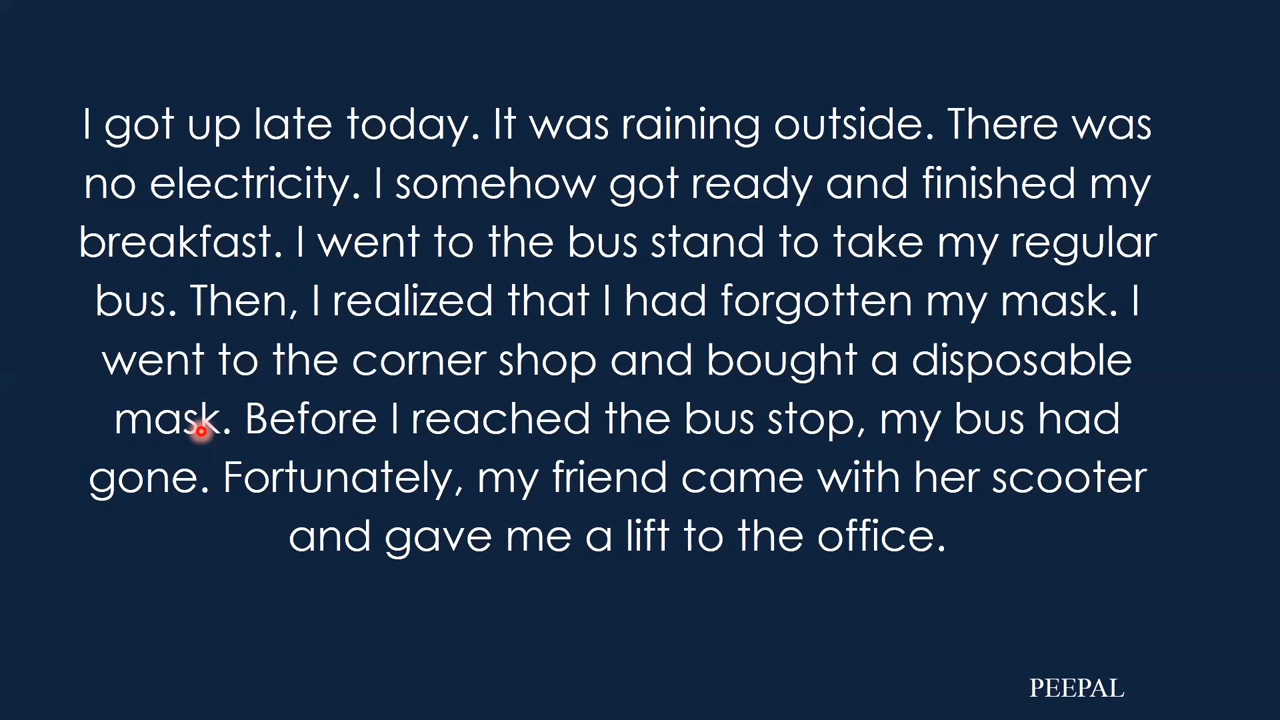 I got up late today. It was raining outside. There was
no electricity. I somehow got ready and finished my
breakfast. I went to the bus stand to take my regular
bus. Then, I realized that I had forgotten my mask. I
went to the corner shop and bought a disposable
mask. Before I reached the bus stop, my bus had
gone. Fortunately, my friend came with her scooter
and gave me a lift to the office.
PEEPAL